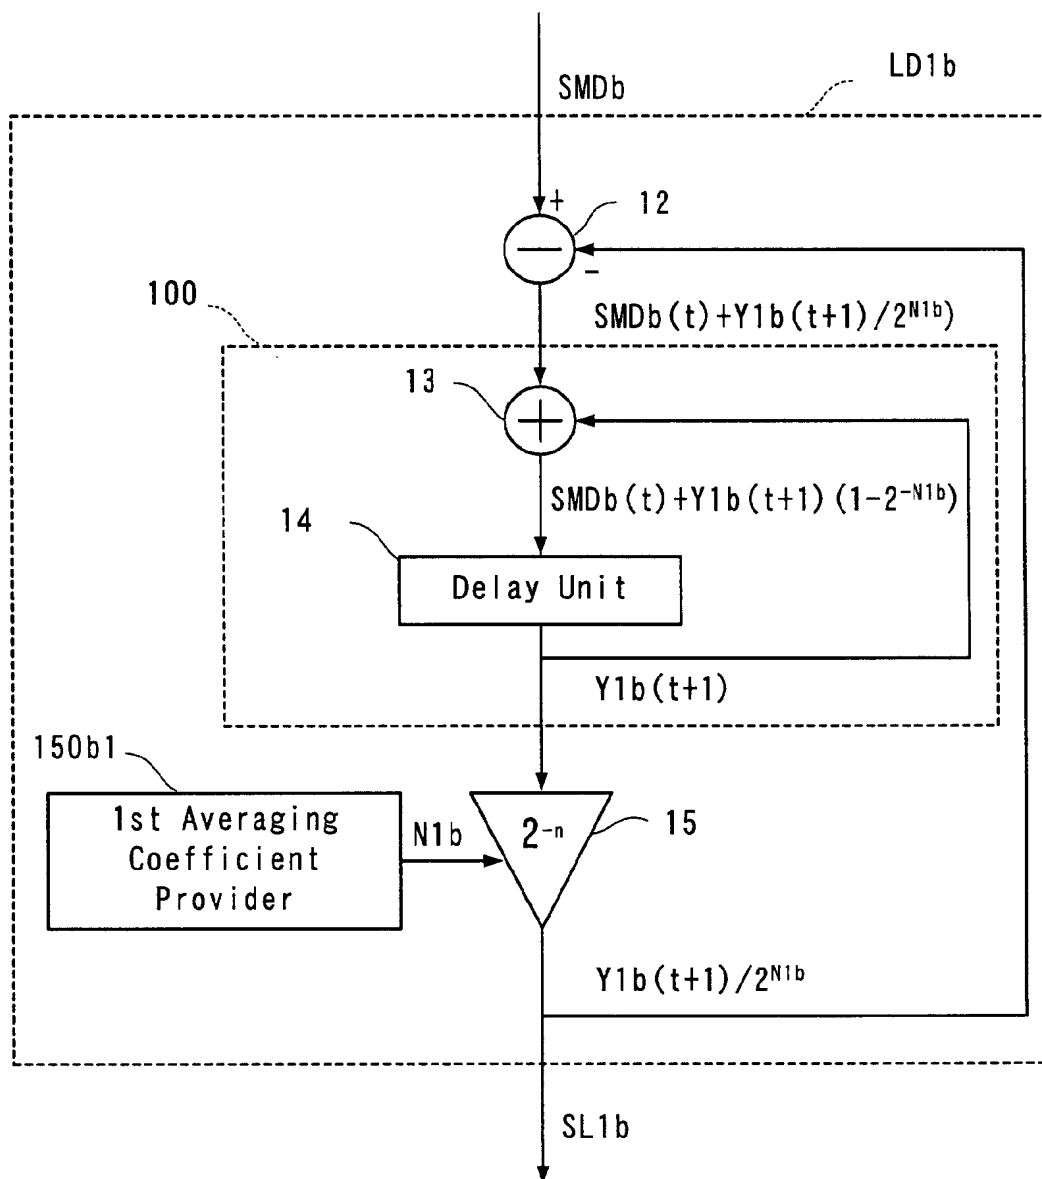 LD1b
SMDb
+
12
-
100
SMDb(t)+Y1b(t+1)/2^N1b)
13
SMDb(t)+Y1b(t+1)(1-2^-N1b)
14
Delay Unit
Y1b(t+1)
150b1
1st Averaging
Coefficient
Provider
N1b
2^-n
15
Y1b(t+1)/2^N1b
SL1b